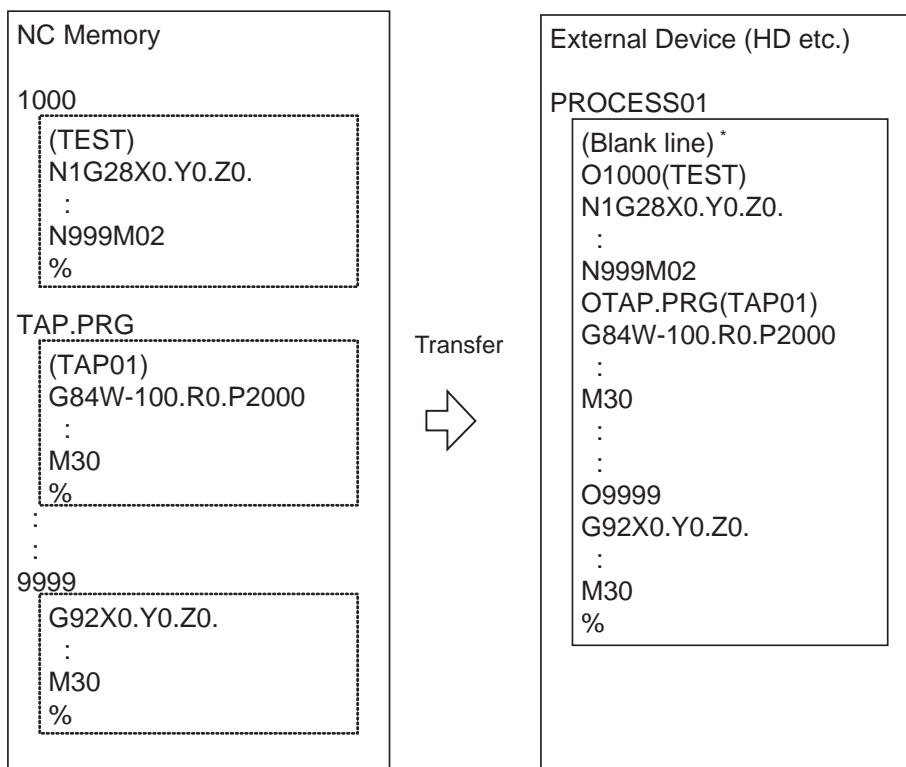 NC Memory
1000
(TEST)
N1G28X0.Y0.Z0.
:
N999M02
%
TAP.PRG
(TAP01)
G84W-100.R0.P2000
:
M30
%
:
:
9999
G92X0.Y0.Z0.
:
M30
%
Transfer
External Device (HD etc.)
PROCESS01
(Blank line) *
O1000(TEST)
N1G28X0.Y0.Z0.
:
N999M02
OTAP.PRG(TAP01)
G84W-100.R0.P2000
:
M30
:
:
O9999
G92X0.Y0.Z0.
:
M30
%